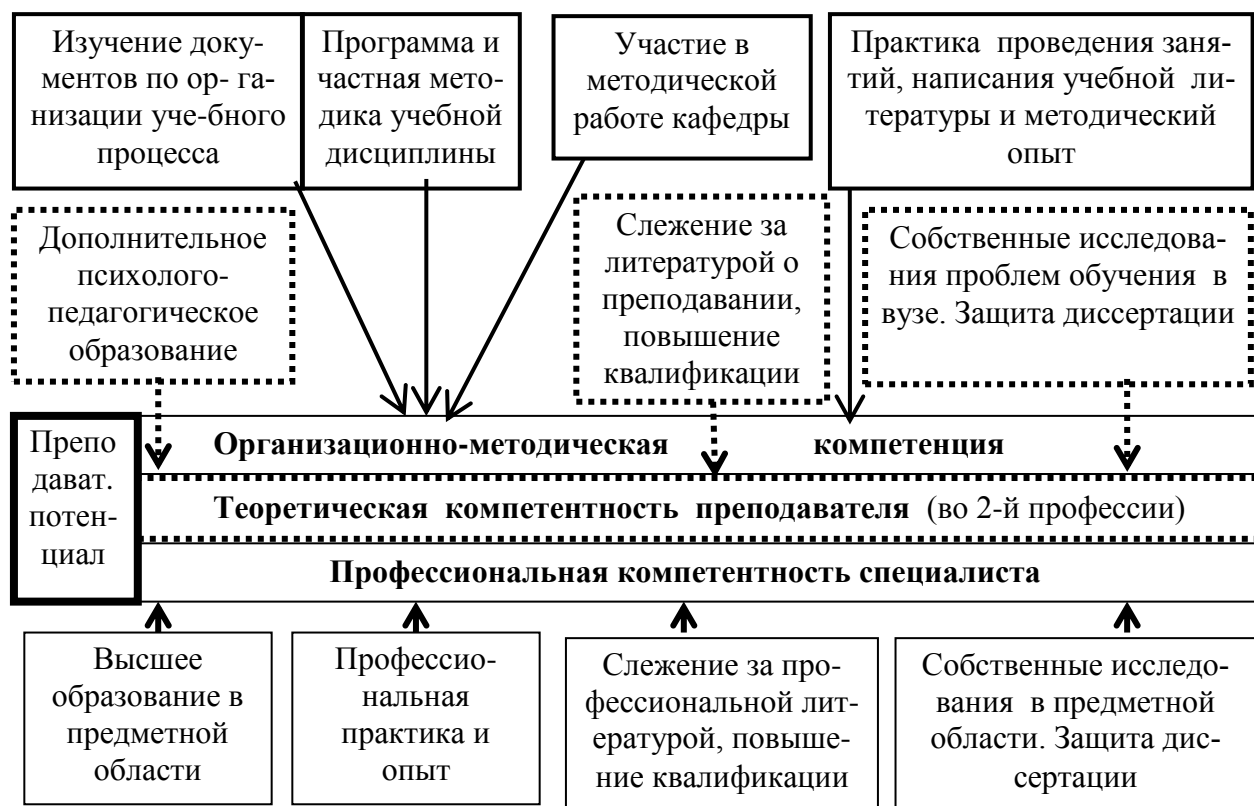 Изучение доку-
ментов по ор- га-
низации уче-бного
процесса
Программа и
частная мето-
дика учебной
дисциплины
Участие в
методической
работе кафедры
Практика проведения заня-
тий, написания учебной ли-
тературы и методический
опыт
Дополнительное
психолого-
педагогическое
образование
Слежение за
литературой о
преподавании,
повышение
квалификации
Собственные исследова-
ния проблем обучения в
вузе. Защита диссертации
Препо
дават.
потен-
циал
Организационно-методическая компетенция
Теоретическая компетентность преподавателя (во 2-й профессии)
Профессиональная компетентность специалиста
Высшее
образование в
предметной
области
Профессио-
нальная
практика и
опыт
Слежение за про-
фессиональной лит-
ературой, повыше-
ние квалификации
Собственные исследо-
вания в предметной
области. Защита дис-
сертации